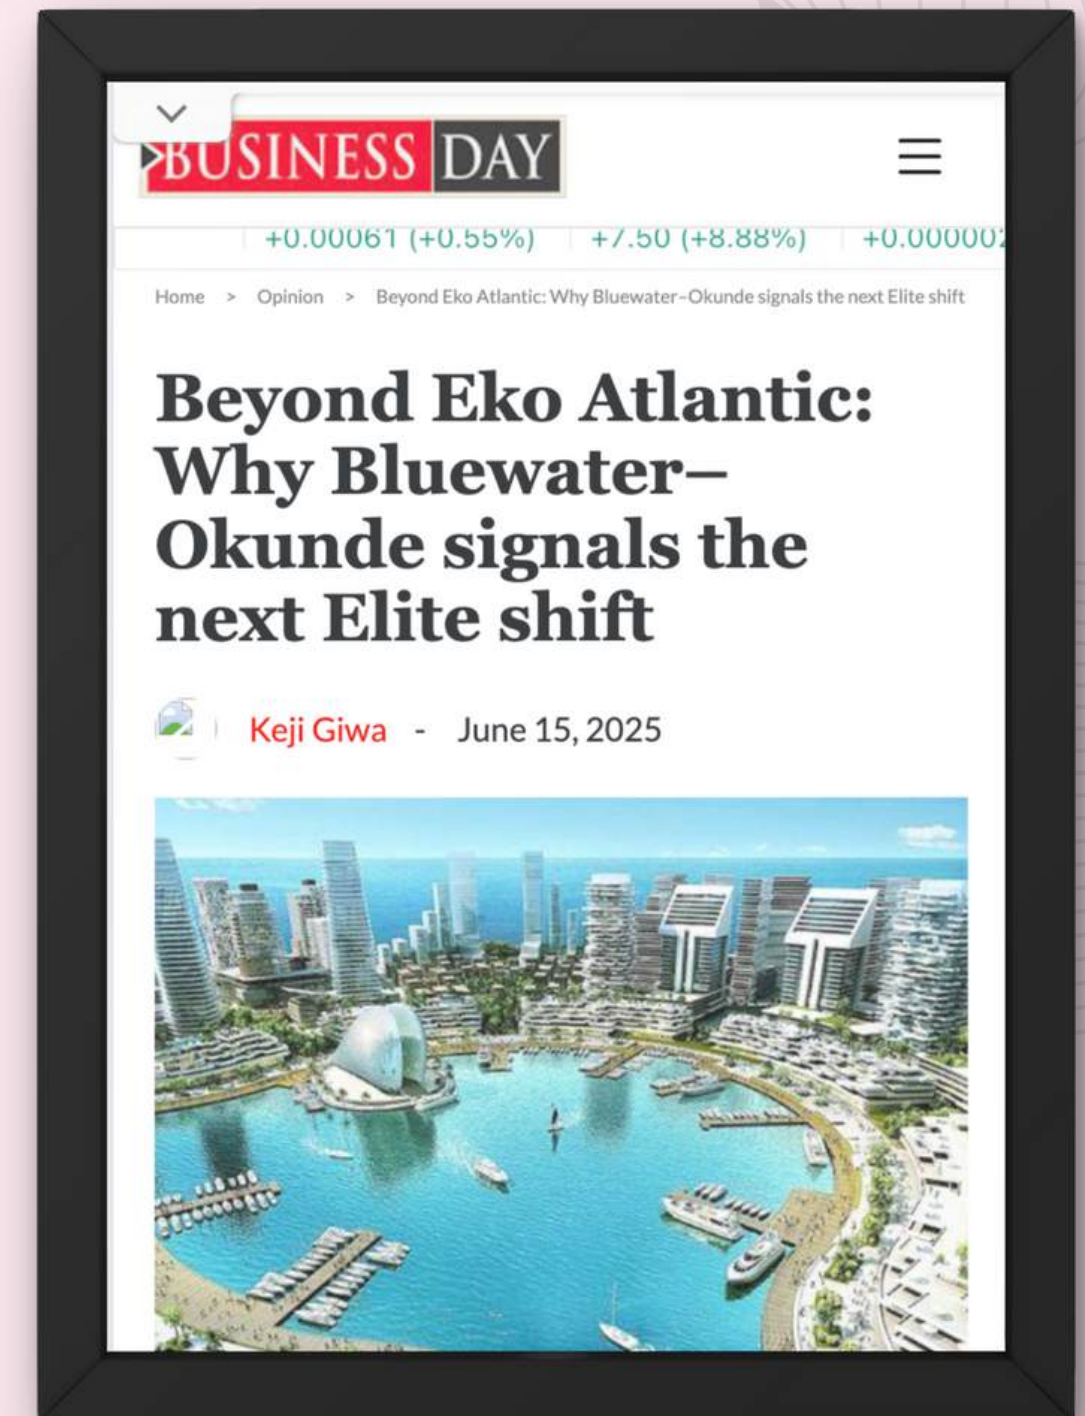 BUSINESS DAY
+0.00061 (+0.55%) +7.50 (+8.88%) +0.000002
Home > Opinion > Beyond Eko Atlantic: Why Bluewater–Okunde signals the next Elite shift
Beyond Eko Atlantic:
Why Bluewater–
Okunde signals the
next Elite shift
Keji Giwa - June 15, 2025